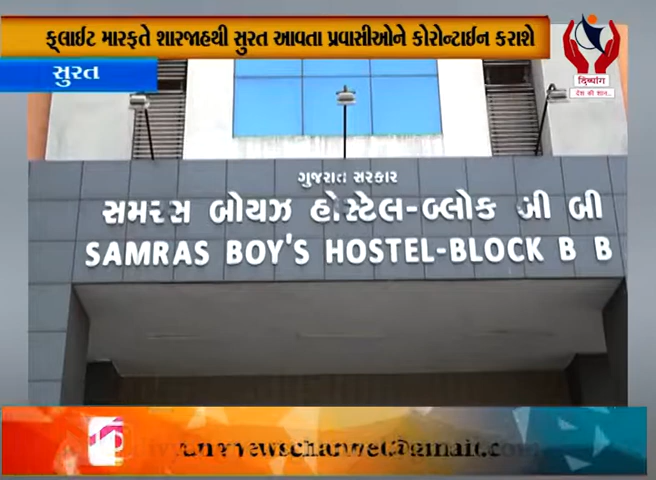 ફ્લાઈટ મારફતે શારજાહથી સુરત આવતા પ્રવાસીઓને કોરોન્ટાઈન કરાશે
સુરત
दिव्यांग
देश की शान..
ગુજરાત સરકાર
સમરસ બોયઝ હોસ્ટેલ-બ્લોક બી બી
SAMRAS BOY'S HOSTEL-BLOCK B B